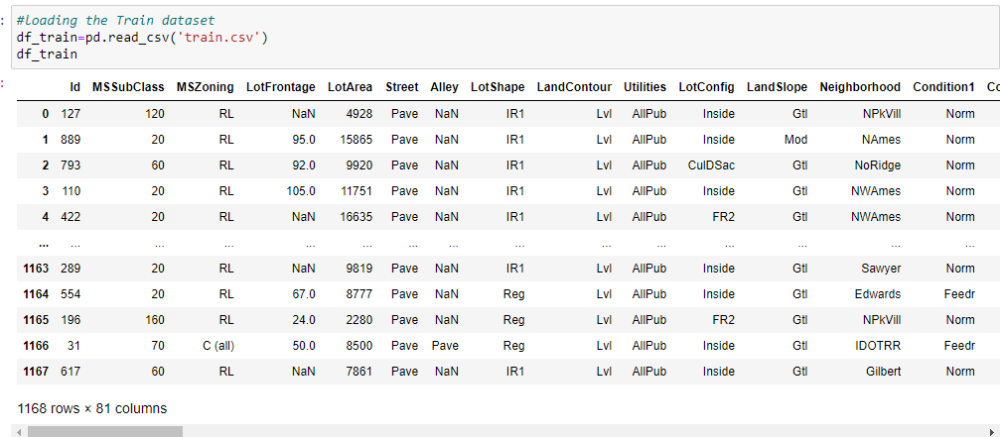 #loading the Train dataset
df_train=pd.read_csv('train.csv')
df_train
Id MSSubClass MSZoning LotFrontage LotArea Street Alley LotShape LandContour Utilities LotConfig LandSlope Neighborhood Condition1 Co
0 127 120 RL NaN 4928 Pave NaN IR1 Lvl AllPub Inside Gtl NPkVill Norm
1 889 20 RL 95.0 15865 Pave NaN IR1 Lvl AllPub Inside Mod NAmes Norm
2 793 60 RL 92.0 9920 Pave NaN IR1 Lvl AllPub CulDSac Gtl NoRidge Norm
3 110 20 RL 105.0 11751 Pave NaN IR1 Lvl AllPub Inside Gtl NWAmes Norm
4 422 20 RL NaN 16635 Pave NaN IR1 Lvl AllPub FR2 Gtl NWAmes Norm
... ... ... ... ... ... ... ... ... ... ... ... ... ... ...
1163 289 20 RL NaN 9819 Pave NaN IR1 Lvl AllPub Inside Gtl Sawyer Norm
1164 554 20 RL 67.0 8777 Pave NaN Reg Lvl AllPub Inside Gtl Edwards Feedr
1165 196 160 RL 24.0 2280 Pave NaN Reg Lvl AllPub FR2 Gtl NPkVill Norm
1166 31 70 C (all) 50.0 8500 Pave Pave Reg Lvl AllPub Inside Gtl IDOTRR Feedr
1167 617 60 RL NaN 7861 Pave NaN IR1 Lvl AllPub Inside Gtl Gilbert Norm
1168 rows × 81 columns